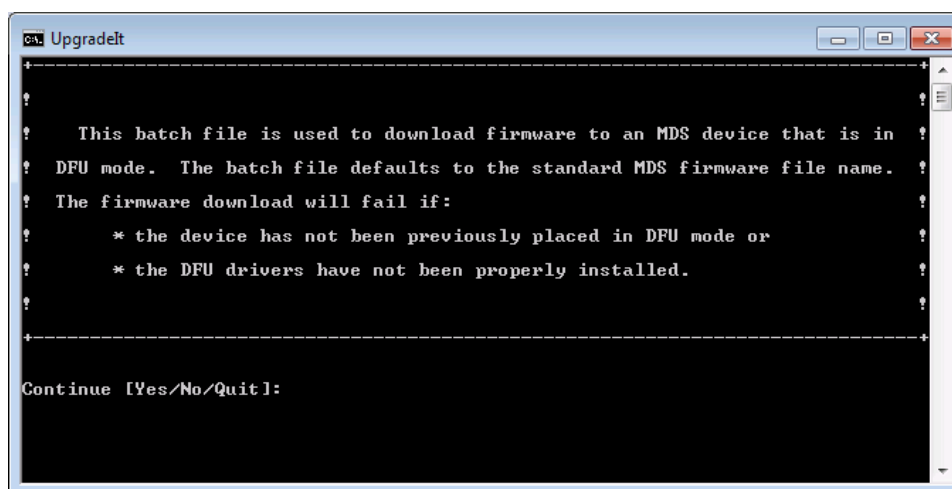 UpgradeIt
+------------------------------------------------------------------------------+
!                                                                              !
!    This batch file is used to download firmware to an MDS device that is in  !
!  DFU mode.  The batch file defaults to the standard MDS firmware file name.  !
!  The firmware download will fail if:                                         !
!       * the device has not been previously placed in DFU mode or             !
!       * the DFU drivers have not been properly installed.                    !
!                                                                              !
+------------------------------------------------------------------------------+
Continue [Yes/No/Quit]: